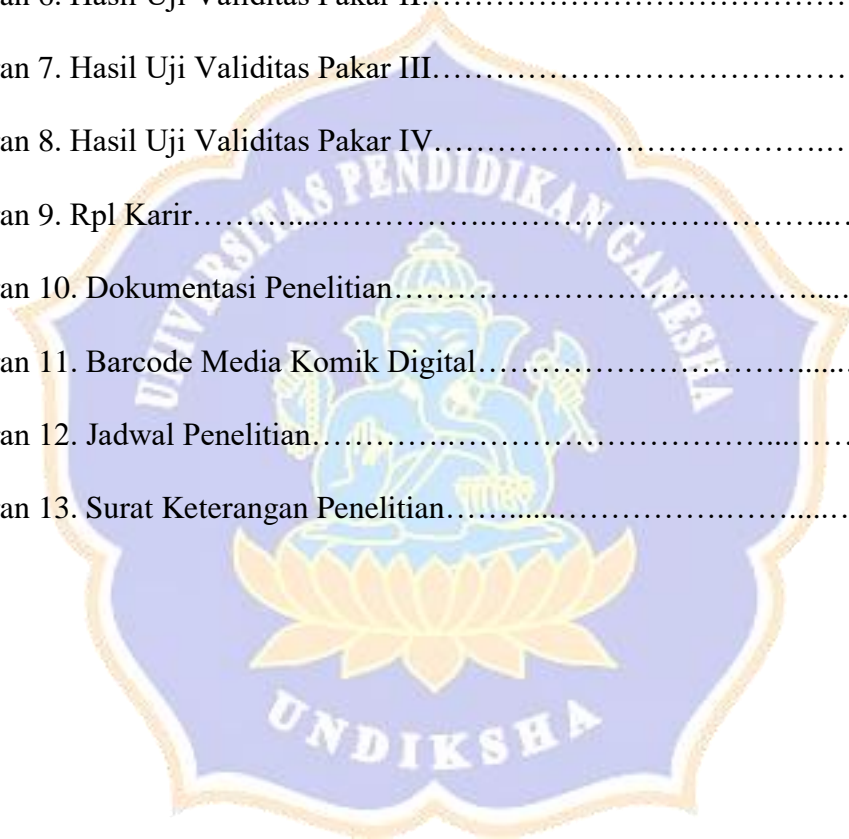 an 6. Hasil Uji Validitas Pakar II……………………………………
an 7. Hasil Uji Validitas Pakar III……………………………………
an 8. Hasil Uji Validitas Pakar IV……………………………………
an 9. Rpl Karir………....…………….………………….………..…
an 10. Dokumentasi Penelitian……………………..…….……....…
an 11. Barcode Media Komik Digital…………………………......…
an 12. Jadwal Penelitian…………..…………………………...……
an 13. Surat Keterangan Penelitian…….....…………….……....…
UNIVERSITAS PENDIDIKAN GANESHA
UNDIKSHA